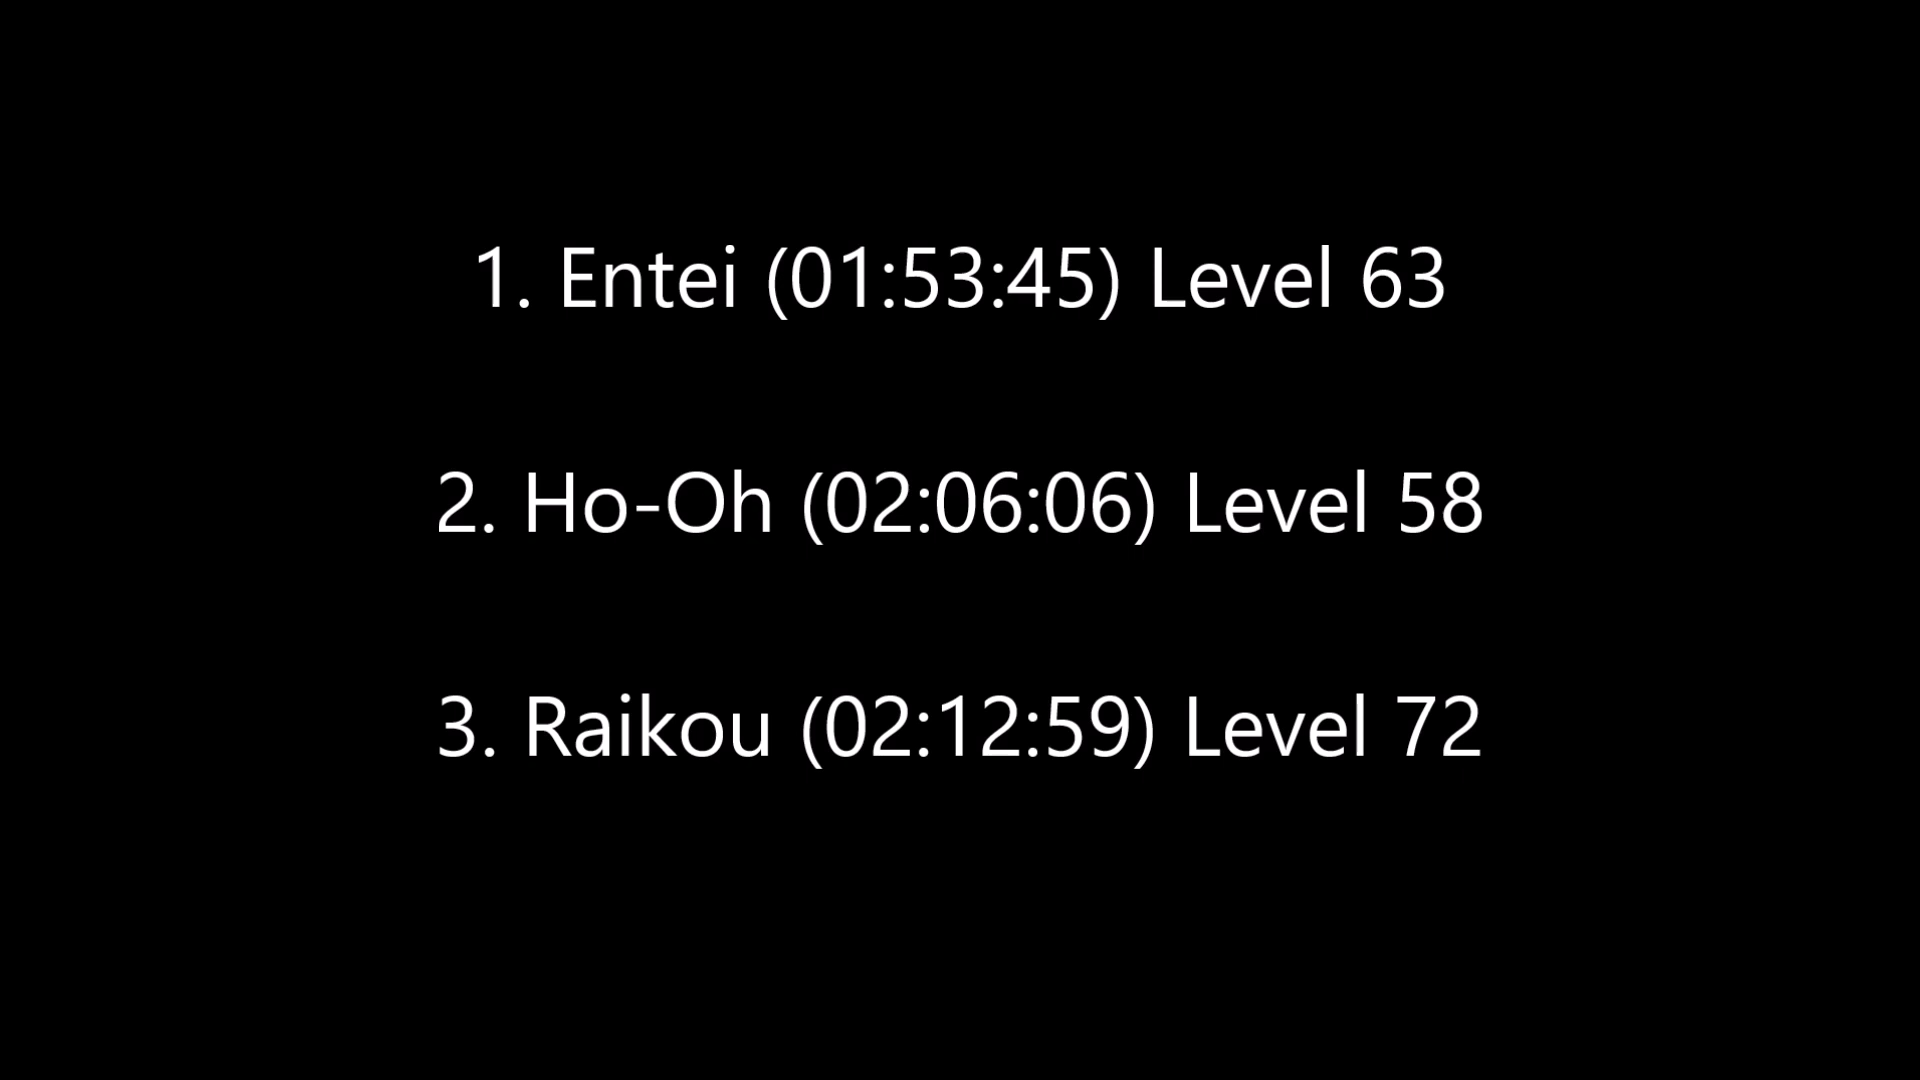 1. Entei (01:53:45) Level 63
2. Ho-Oh (02:06:06) Level 58
3. Raikou (02:12:59) Level 72